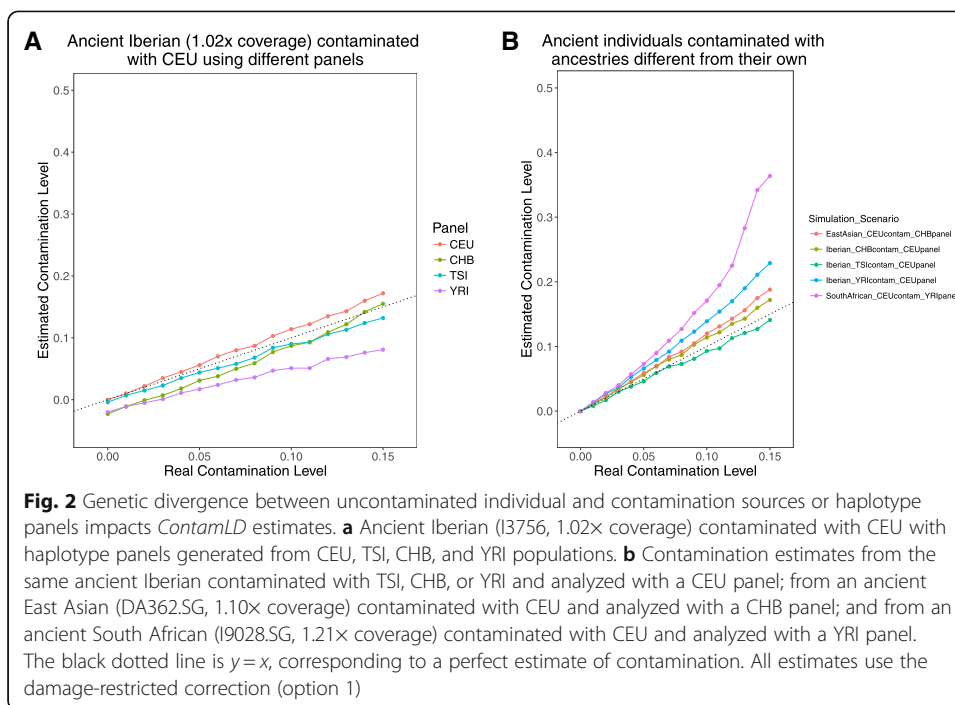 A
Ancient Iberian (1.02x coverage) contaminated
with CEU using different panels
0.5
0.4
0.3
0.2
0.1
0.0
Estimated Contamination Level
0.00
0.05
0.10
0.15
Real Contamination Level
Panel
CEU
CHB
TSI
YRI
B
Ancient individuals contaminated with
ancestries different from their own
0.5
0.4
0.3
0.2
0.1
0.0
Estimated Contamination Level
0.00
0.05
0.10
0.15
Real Contamination Level
Simulation_Scenario
EastAsian_CEUcontam_CHBpanel
Iberian_CHBcontam_CEUpanel
Iberian_TSIcontam_CEUpanel
Iberian_YRIcontam_CEUpanel
SouthAfrican_CEUcontam_YRIpane
Fig. 2 Genetic divergence between uncontaminated individual and contamination sources or haplotype
panels impacts ContamLD estimates. a Ancient Iberian (I3756, 1.02× coverage) contaminated with CEU with
haplotype panels generated from CEU, TSI, CHB, and YRI populations. b Contamination estimates from the
same ancient Iberian contaminated with TSI, CHB, or YRI and analyzed with a CEU panel; from an ancient
East Asian (DA362.SG, 1.10× coverage) contaminated with CEU and analyzed with a CHB panel; and from an
ancient South African (I9028.SG, 1.21× coverage) contaminated with CEU and analyzed with a YRI panel.
The black dotted line is y = x, corresponding to a perfect estimate of contamination. All estimates use the
damage-restricted correction (option 1)